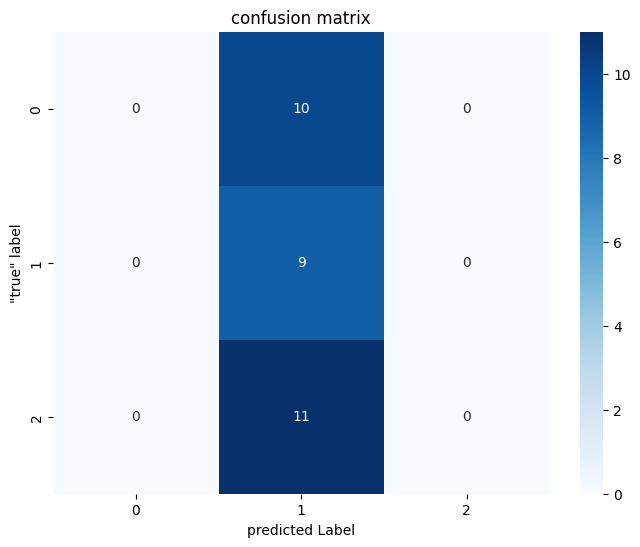 confusion matrix
0 10 0
0 9 0
0 11 0
0
1
2
"true" label
0 1 2
predicted Label
10
8
6
4
2
0